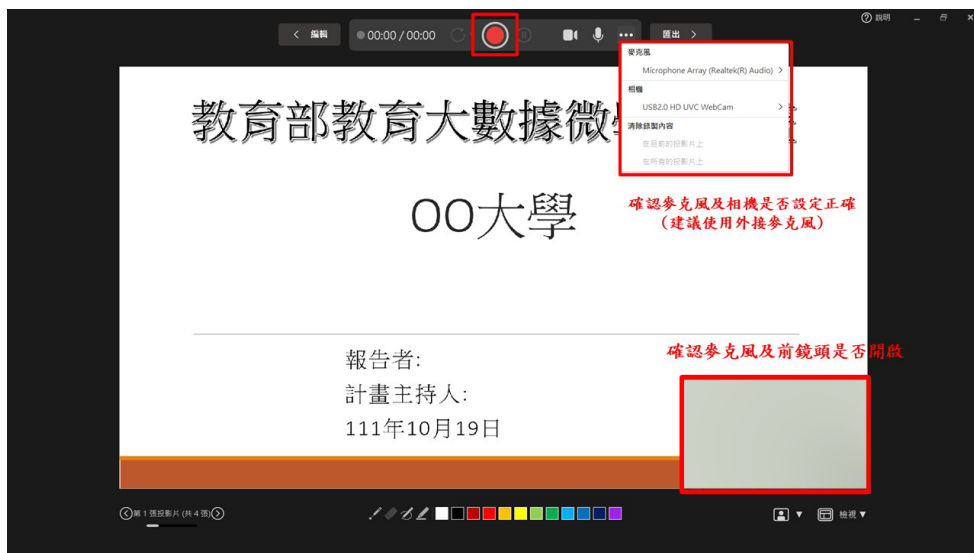 說明
編輯
00:00 / 00:00
匯出
麥克風
Microphone Array (Realtek(R) Audio)
相機
USB2.0 HD UVC WebCam
清除錄製內容
在目前的投影片上
在所有的投影片上
教育部教育大數據微學
確認麥克風及相機是否設定正確
(建議使用外接麥克風)
OO大學
確認麥克風及前鏡頭是否開啟
報告者:
計畫主持人:
111年10月19日
第 1 張投影片 (共 4 張)
檢視